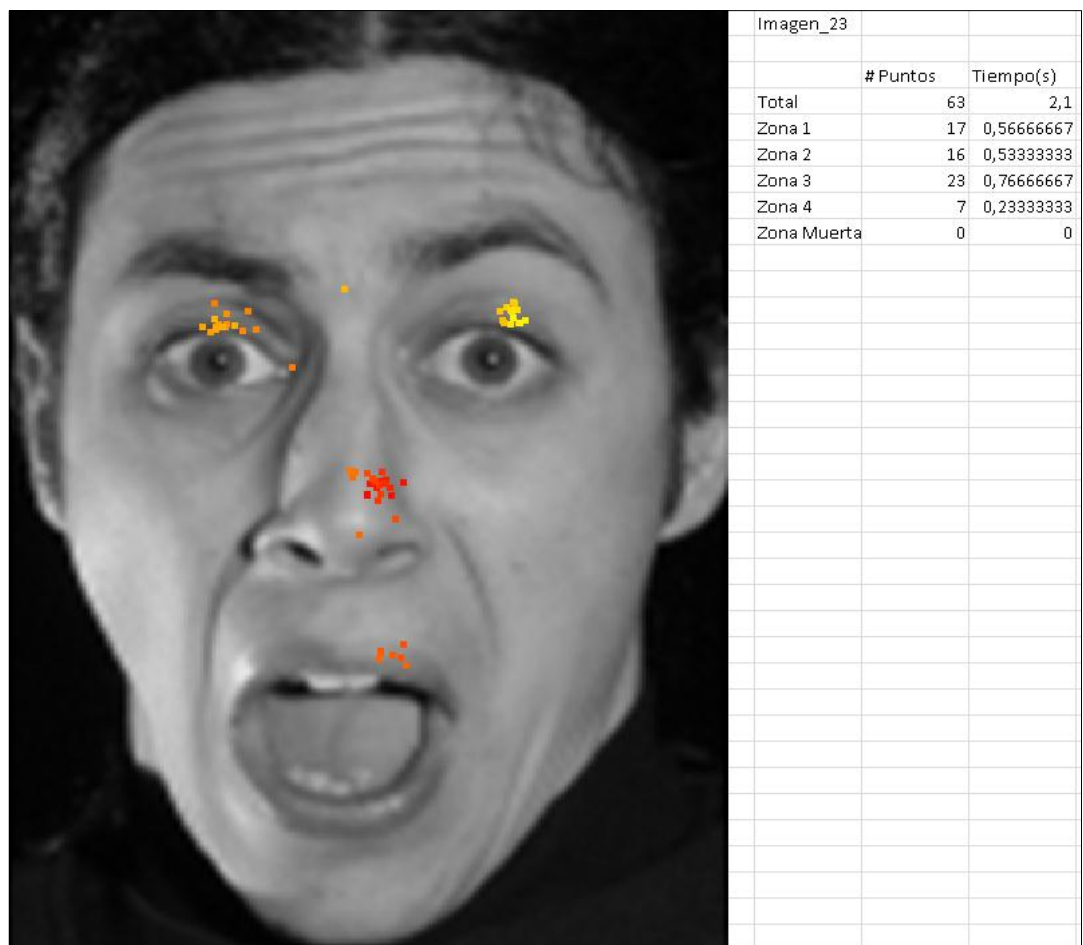 Imagen_23
# Puntos Tiempo(s)
Total 63 2,1
Zona 1 17 0,56666667
Zona 2 16 0,53333333
Zona 3 23 0,76666667
Zona 4 7 0,23333333
Zona Muerta 0 0